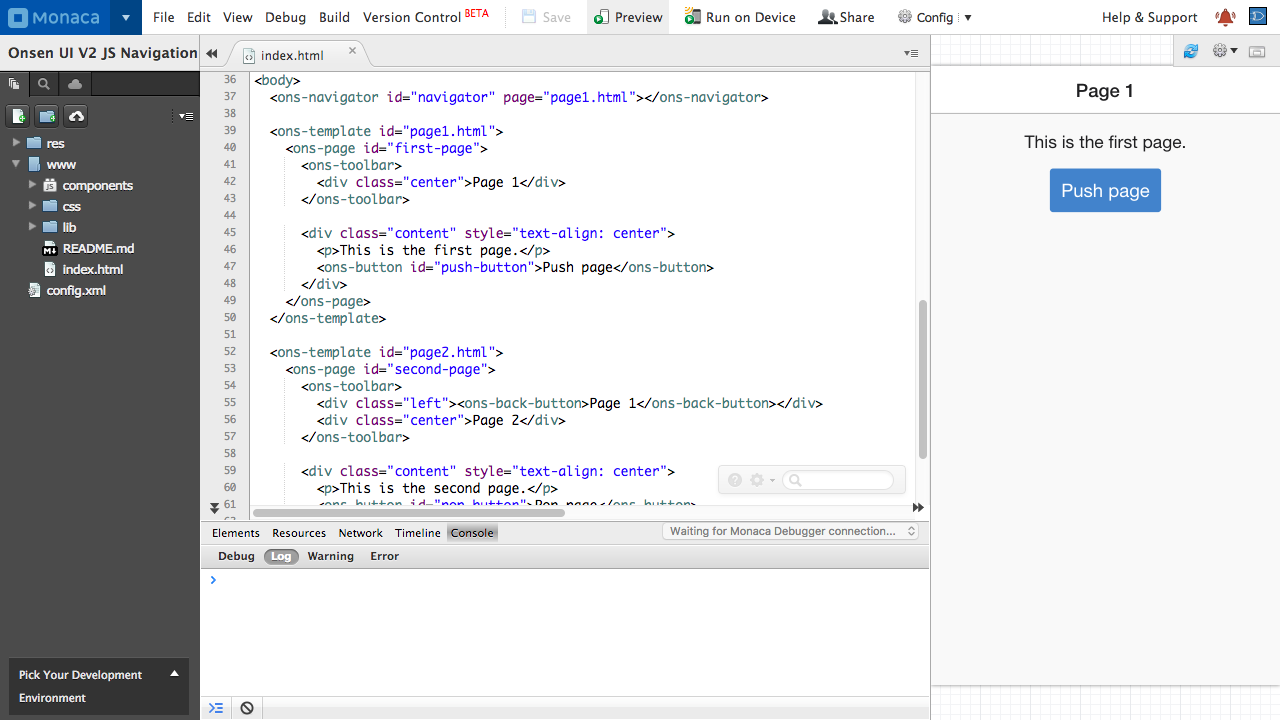 Monaca File Edit View Debug Build Version Control BETA Save Preview Run on Device Share Config Help & Support
Onsen UI V2 JS Navigation
index.html
res
www
components
css
lib
README.md
index.html
config.xml
Pick Your Development
Environment
36 <body>
37 <ons-navigator id="navigator" page="page1.html"></ons-navigator>
38
39 <ons-template id="page1.html">
40 <ons-page id="first-page">
41 <ons-toolbar>
42 <div class="center">Page 1</div>
43 </ons-toolbar>
44
45 <div class="content" style="text-align: center">
46 <p>This is the first page.</p>
47 <ons-button id="push-button">Push page</ons-button>
48 </div>
49 </ons-page>
50 </ons-template>
51
52 <ons-template id="page2.html">
53 <ons-page id="second-page">
54 <ons-toolbar>
55 <div class="left"><ons-back-button>Page 1</ons-back-button></div>
56 <div class="center">Page 2</div>
57 </ons-toolbar>
58
59 <div class="content" style="text-align: center">
60 <p>This is the second page.</p>
61 <ons-button id="pop-button">Pop page</ons-button>
Elements Resources Network Timeline Console Waiting for Monaca Debugger connection...
Debug Log Warning Error
Page 1
This is the first page.
Push page